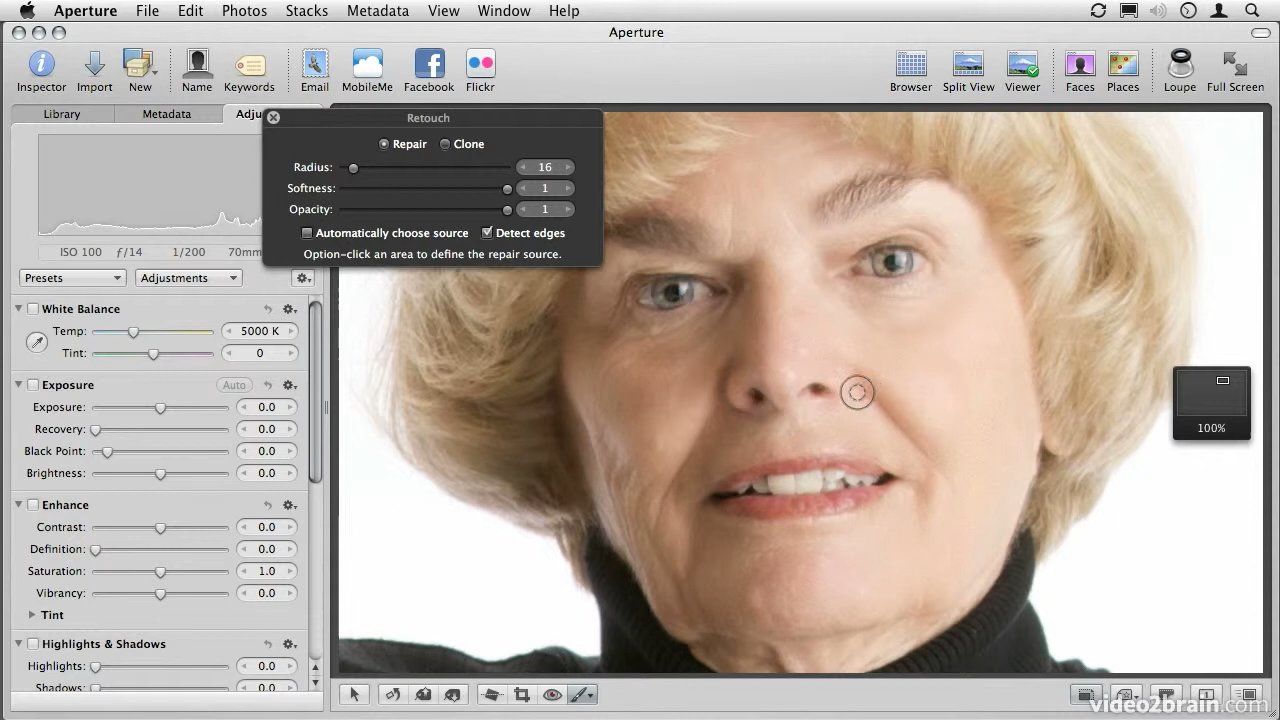 Aperture File Edit Photos Stacks Metadata View Window Help
Aperture
Inspector Import New Name Keywords Email MobileMe Facebook Flickr Browser Split View Viewer Faces Places Loupe Full Screen
Library Metadata Adju
Retouch
Repair Clone
Radius: 16
Softness: 1
Opacity: 1
Automatically choose source Detect edges
Option-click an area to define the repair source.
ISO 100 ƒ/14 1/200 70mm
Presets Adjustments
White Balance
Temp: 5000 K
Tint: 0
Exposure Auto
Exposure: 0.0
Recovery: 0.0
Black Point: 0.0
Brightness: 0.0
Enhance
Contrast: 0.0
Definition: 0.0
Saturation: 1.0
Vibrancy: 0.0
Tint
Highlights & Shadows
Highlights: 0.0
Shadows: 0.0
100%
video2brain.com